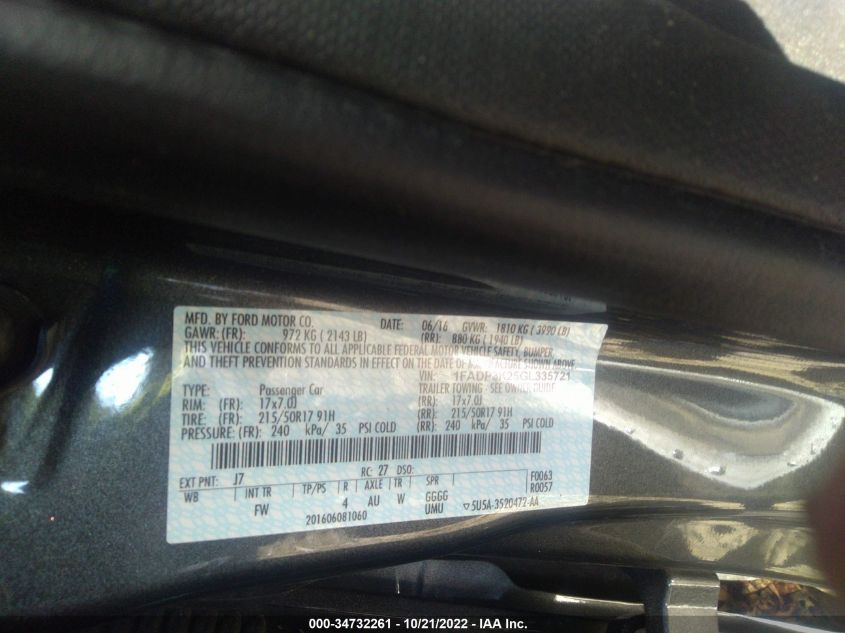 MFD. BY FORD MOTOR CO. DATE: 06/16 GVWR: 1810 KG ( 3990 LB)
GAWR: (FR): 972 KG ( 2143 LB) (RR): 880 KG ( 1940 LB)
THIS VEHICLE CONFORMS TO ALL APPLICABLE FEDERAL MOTOR VEHICLE SAFETY, BUMPER,
AND THEFT PREVENTION STANDARDS IN EFFECT ON THE DATE OF MANUFACTURE SHOWN ABOVE.
VIN: 1FADP3K25GL335721
TYPE: Passenger Car TRAILER TOWING - SEE OWNER GUIDE
RIM: (FR): 17x7.0J (RR): 17x7.0J
TIRE: (FR): 215/50R17 91H (RR): 215/50R17 91H
PRESSURE: (FR): 240 kPa/ 35 PSI COLD (RR): 240 kPa/ 35 PSI COLD
EXT PNT: J7 RC: 27 DSO: F0063
WB INT TR TP/PS R AXLE TR SPR R0057
FW 4 AU W GGGG
201606081060 UMU ▽5U5A-3520472-AA
000-34732261 - 10/21/2022 - IAA Inc.